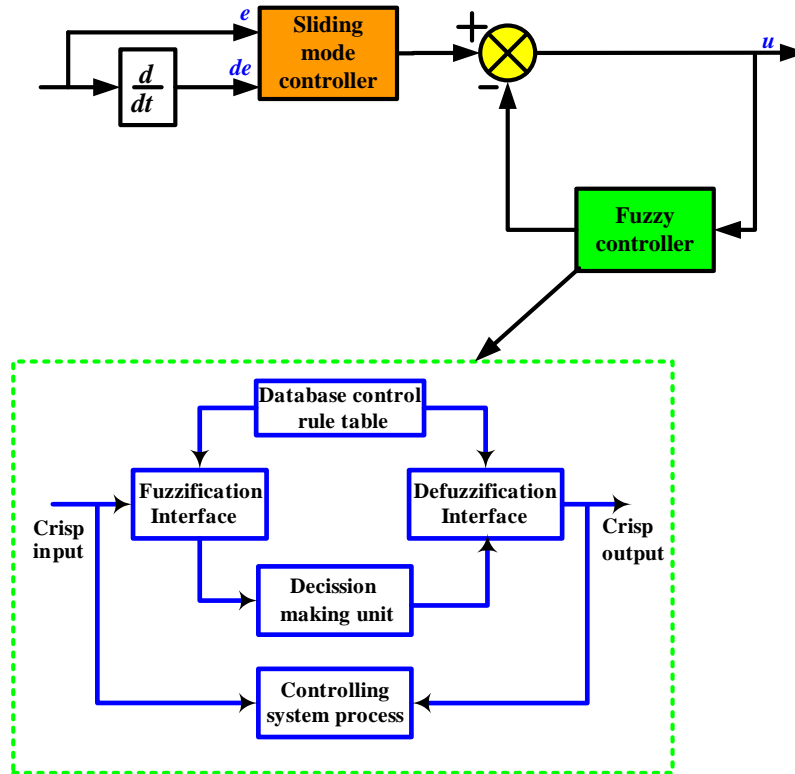 e
Sliding
mode
controller
+
u
d
dt
de
-
Fuzzy
controller
Database control
rule table
Fuzzification
Interface
Defuzzification
Interface
Crisp
input
Crisp
output
Decission
making unit
Controlling
system process